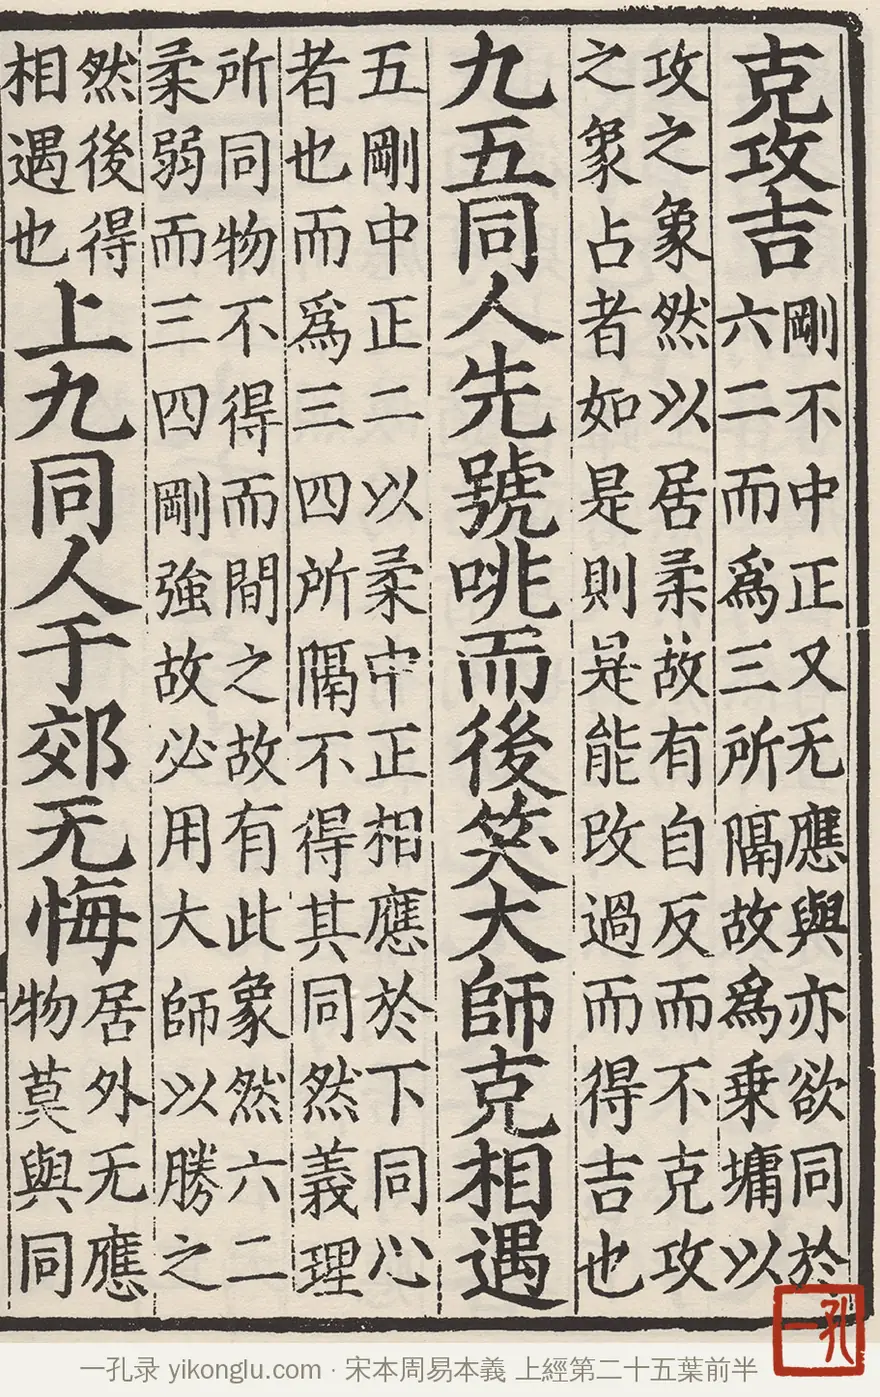 克攻吉
剛不中正又无應與亦欲同於
六二而爲三所隔故爲乗墉以
攻之象然以居柔故有自反而不克攻
之象占者如是則是能改過而得吉也
九五同人先號咷而後笑大師克相遇
五剛中正二以柔中正相應於下同心
者也而爲三四所隔不得其同然義理
所同物不得而間之故有此象然六二
柔弱而三四剛強故必用大師以勝之
然後得
相遇也
上九同人于郊无悔
居外无應
物莫與同
一孔
一孔录 yikonglu.com · 宋本周易本義 上經第二十五葉前半